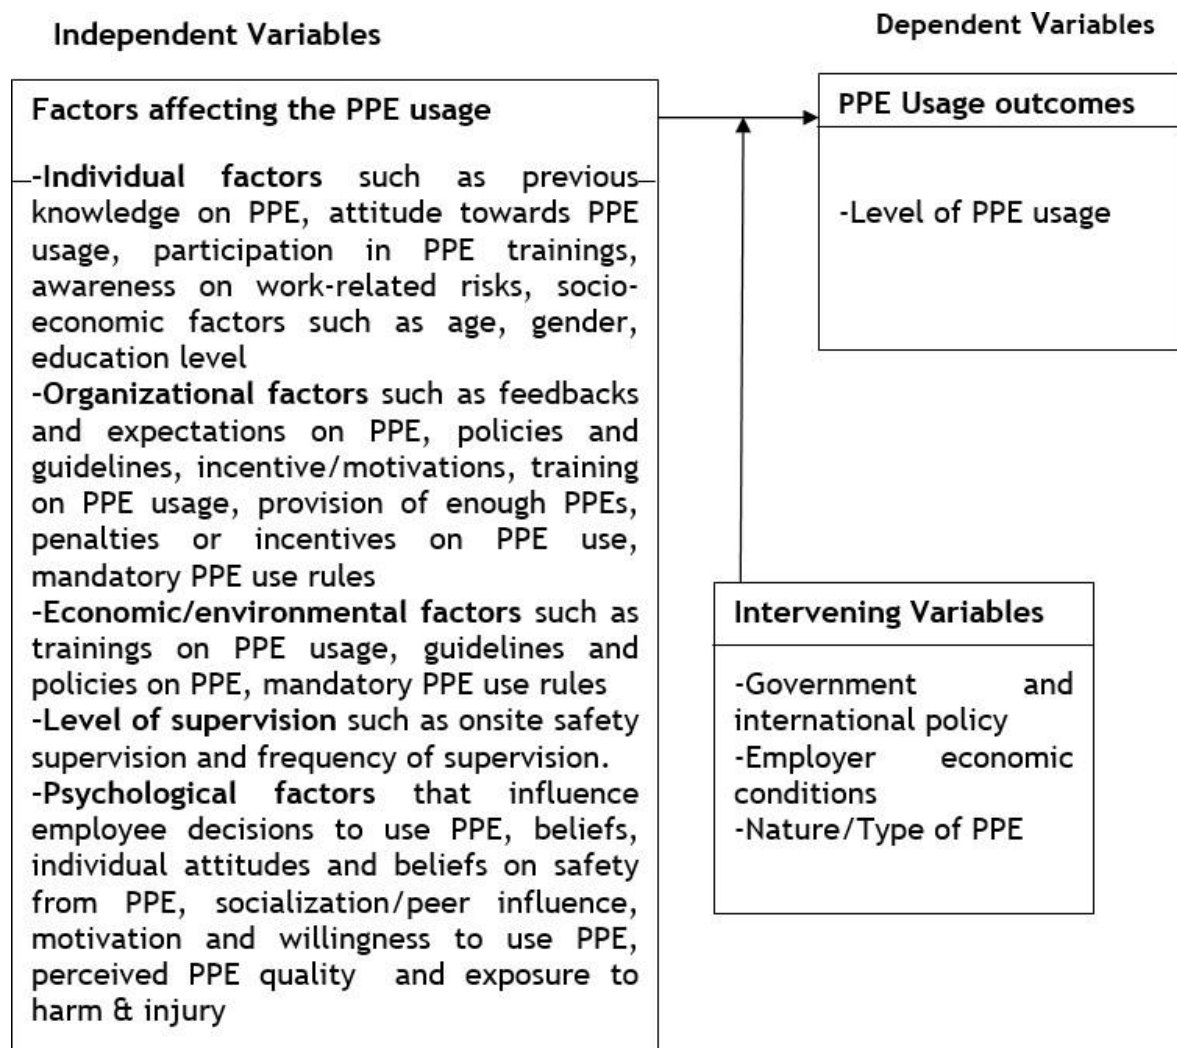 Independent Variables
Dependent Variables
Factors affecting the PPE usage
-Individual factors such as previous
knowledge on PPE, attitude towards PPE
usage, participation in PPE trainings,
awareness on work-related risks, socio-
economic factors such as age, gender,
education level
-Organizational factors such as feedbacks
and expectations on PPE, policies and
guidelines, incentive/motivations, training
on PPE usage, provision of enough PPEs,
penalties or incentives on PPE use,
mandatory PPE use rules
-Economic/environmental factors such as
trainings on PPE usage, guidelines and
policies on PPE, mandatory PPE use rules
-Level of supervision such as onsite safety
supervision and frequency of supervision.
-Psychological factors that influence
employee decisions to use PPE, beliefs,
individual attitudes and beliefs on safety
from PPE, socialization/peer influence,
motivation and willingness to use PPE,
perceived PPE quality and exposure to
harm & injury
PPE Usage outcomes
-Level of PPE usage
Intervening Variables
-Government and
international policy
-Employer economic
conditions
-Nature/Type of PPE